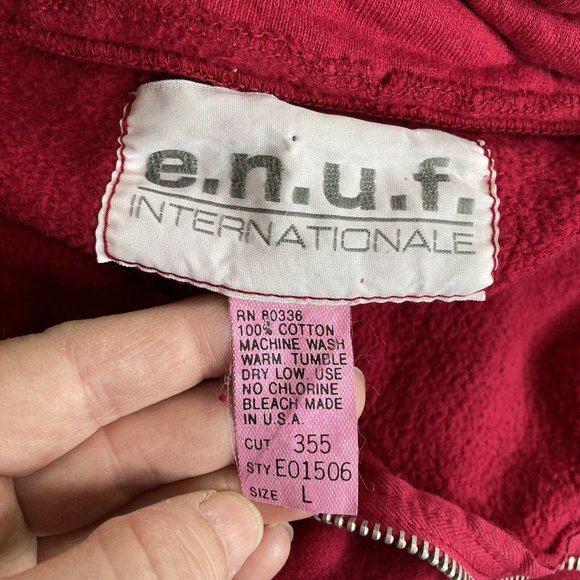 e.n.u.f.
INTERNATIONALE
RN 80336
100% COTTON
MACHINE WASH
WARM. TUMBLE
DRY LOW. USE
NO CHLORINE
BLEACH MADE
IN U.S.A.
CUT 355
STY E01506
SIZE L